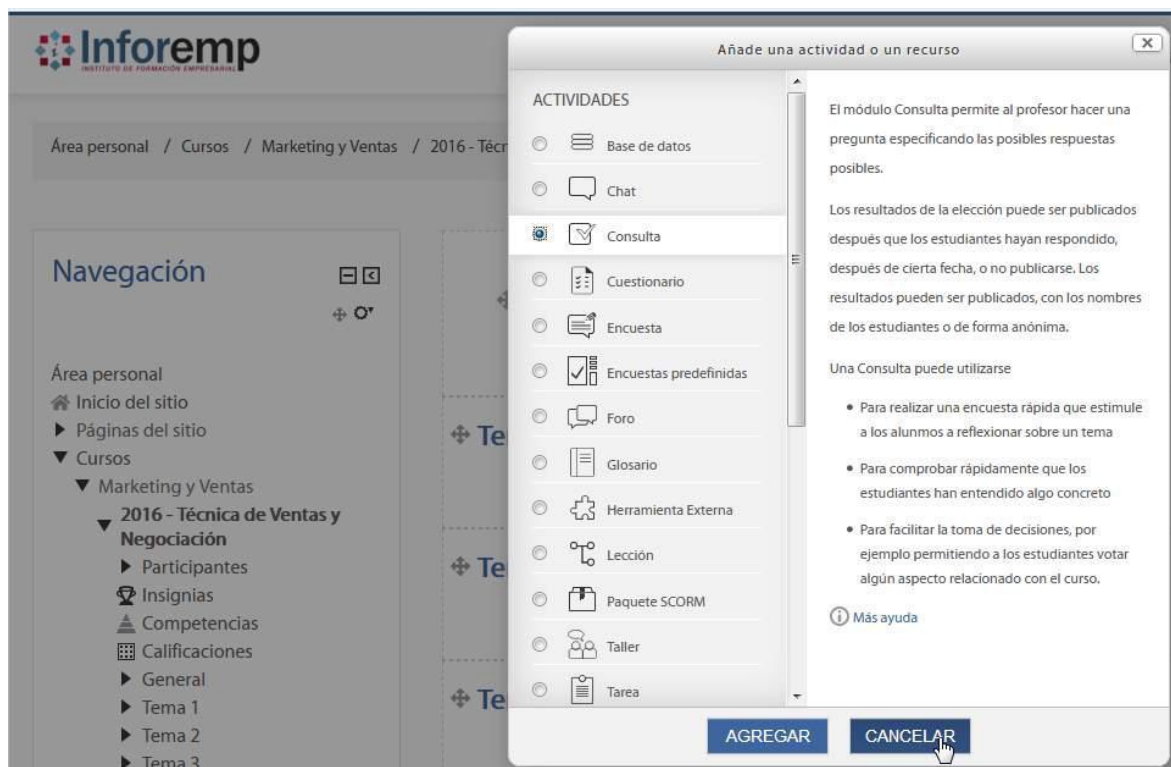 Inforemp
INSTITUTO DE FORMACIÓN EMPRESARIAL
Área personal / Cursos / Marketing y Ventas / 2016 - Técn
Navegación
Área personal
Inicio del sitio
Páginas del sitio
Cursos
Marketing y Ventas
2016 - Técnica de Ventas y
Negociación
Participantes
Insignias
Competencias
Calificaciones
General
Tema 1
Tema 2
Tema 3
Te
Te
Te
Añade una actividad o un recurso
ACTIVIDADES
Base de datos
Chat
Consulta
Cuestionario
Encuesta
Encuestas predefinidas
Foro
Glosario
Herramienta Externa
Lección
Paquete SCORM
Taller
Tarea
El módulo Consulta permite al profesor hacer una
pregunta especificando las posibles respuestas
posibles.
Los resultados de la elección puede ser publicados
después que los estudiantes hayan respondido,
después de cierta fecha, o no publicarse. Los
resultados pueden ser publicados, con los nombres
de los estudiantes o de forma anónima.
Una Consulta puede utilizarse
• Para realizar una encuesta rápida que estimule
a los alunmos a reflexionar sobre un tema
• Para comprobar rápidamente que los
estudiantes han entendido algo concreto
• Para facilitar la toma de decisiones, por
ejemplo permitiendo a los estudiantes votar
algún aspecto relacionado con el curso.
Más ayuda
AGREGAR
CANCELAR